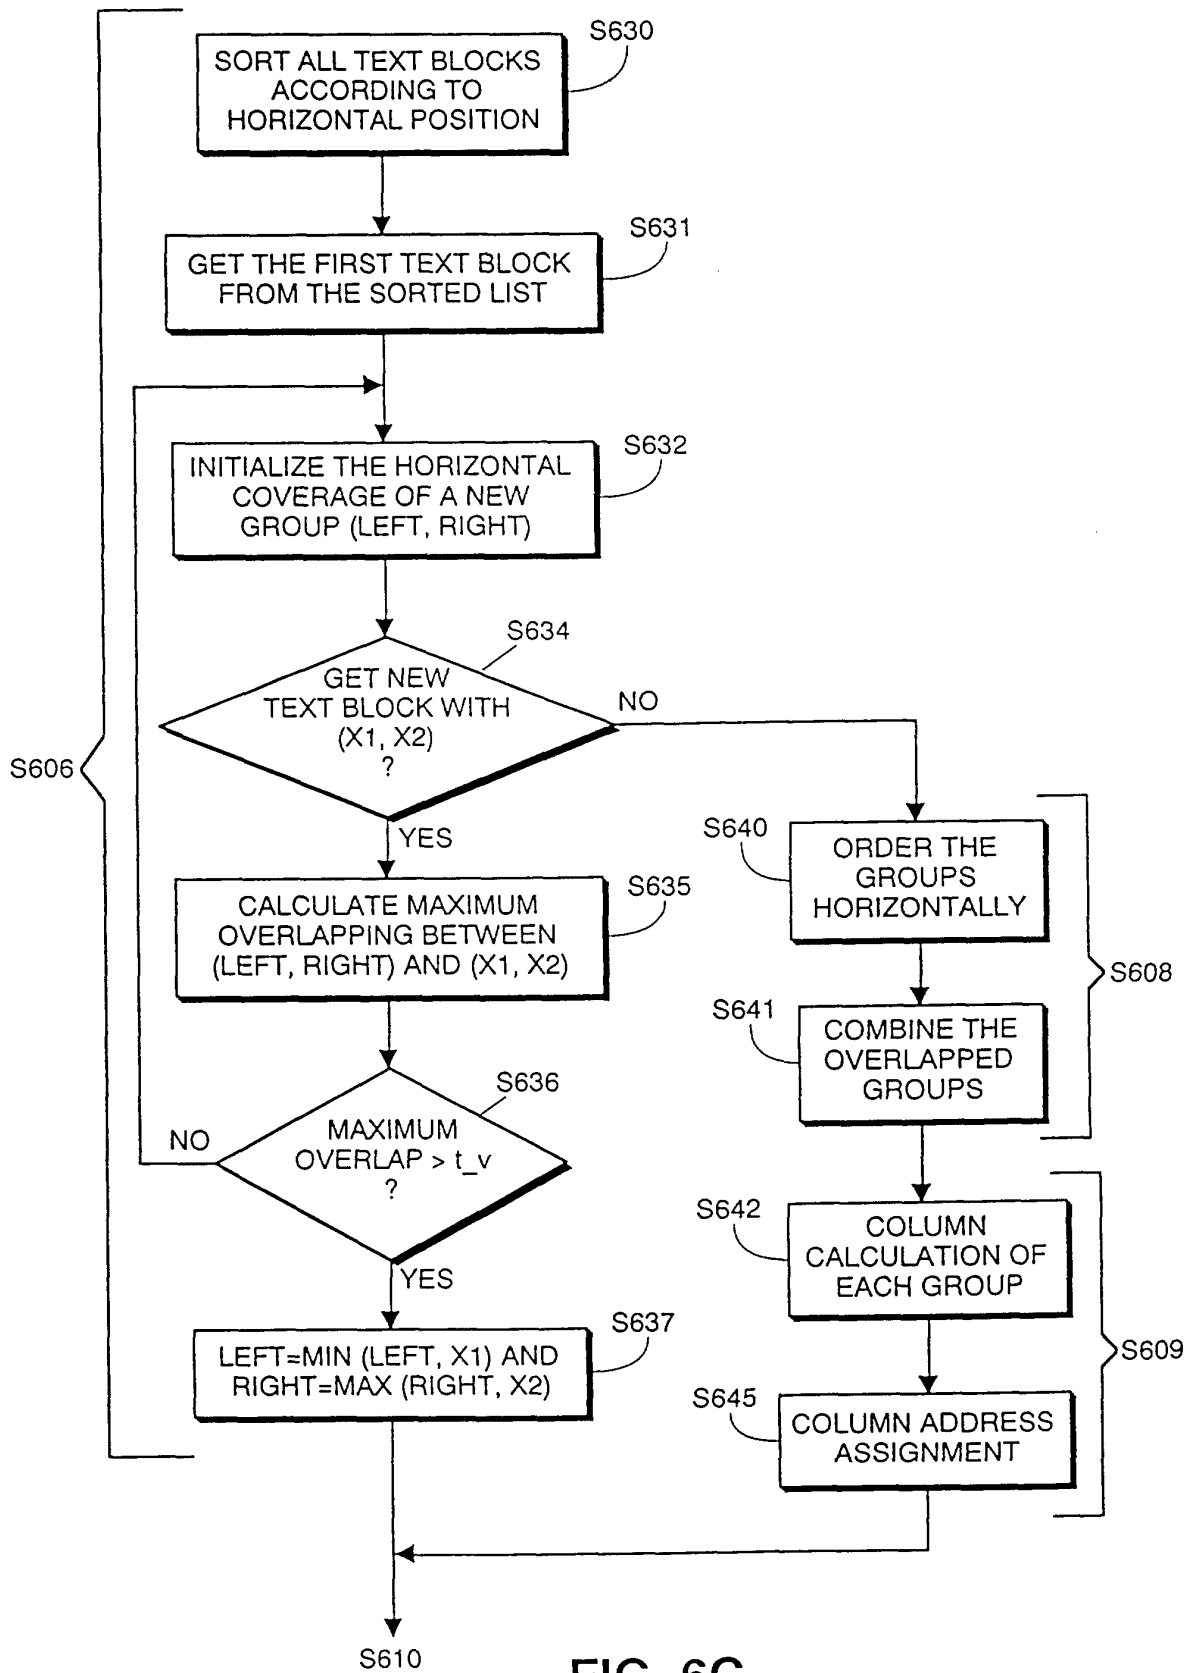 S630
SORT ALL TEXT BLOCKS
ACCORDING TO
HORIZONTAL POSITION
S631
GET THE FIRST TEXT BLOCK
FROM THE SORTED LIST
S632
INITIALIZE THE HORIZONTAL
COVERAGE OF A NEW
GROUP (LEFT, RIGHT)
S634
GET NEW
TEXT BLOCK WITH
(X1, X2)
?
NO
YES
S606
S635
CALCULATE MAXIMUM
OVERLAPPING BETWEEN
(LEFT, RIGHT) AND (X1, X2)
S636
MAXIMUM
OVERLAP > t_v
?
NO
YES
S637
LEFT=MIN (LEFT, X1) AND
RIGHT=MAX (RIGHT, X2)
S640
ORDER THE
GROUPS
HORIZONTALLY
S608
S641
COMBINE THE
OVERLAPPED
GROUPS
S642
COLUMN
CALCULATION OF
EACH GROUP
S609
S645
COLUMN ADDRESS
ASSIGNMENT
S610
FIG. 6C